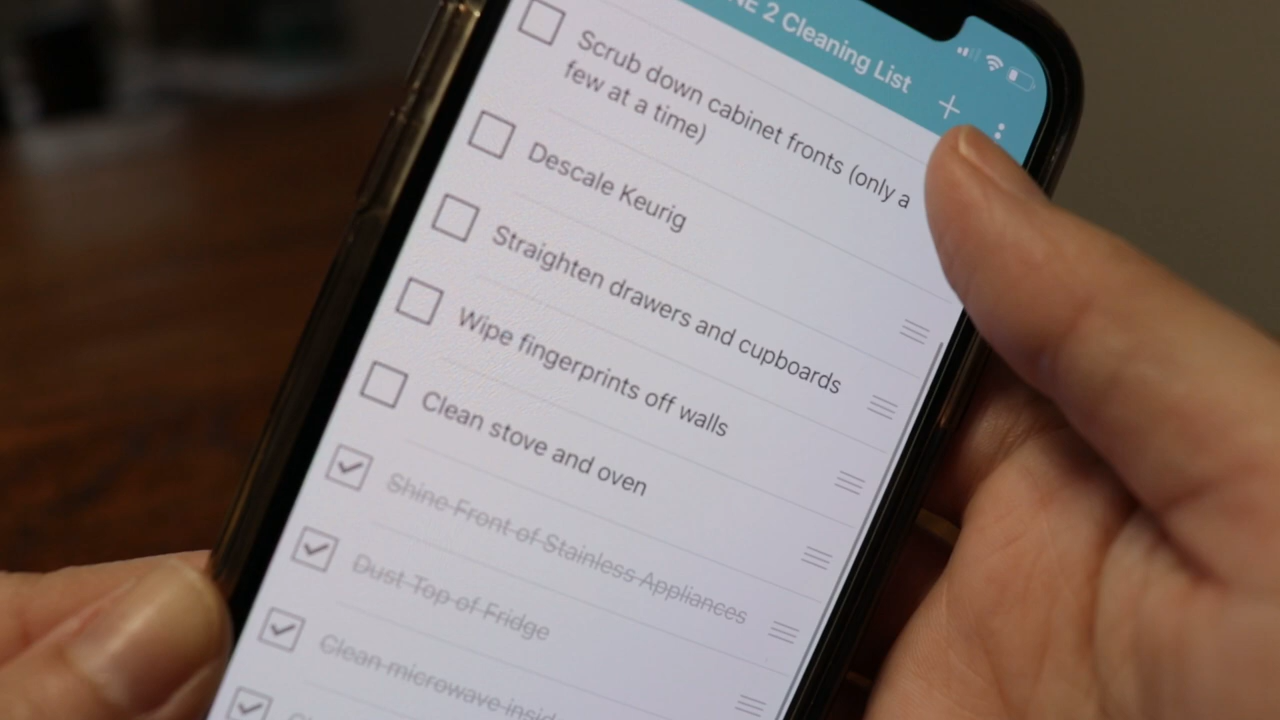 2 Cleaning List
Scrub down cabinet fronts (only a
few at a time)
Descale Keurig
Straighten drawers and cupboards
Wipe fingerprints off walls
Clean stove and oven
Shine Front of Stainless Appliances
Dust Top of Fridge
Clean microwave